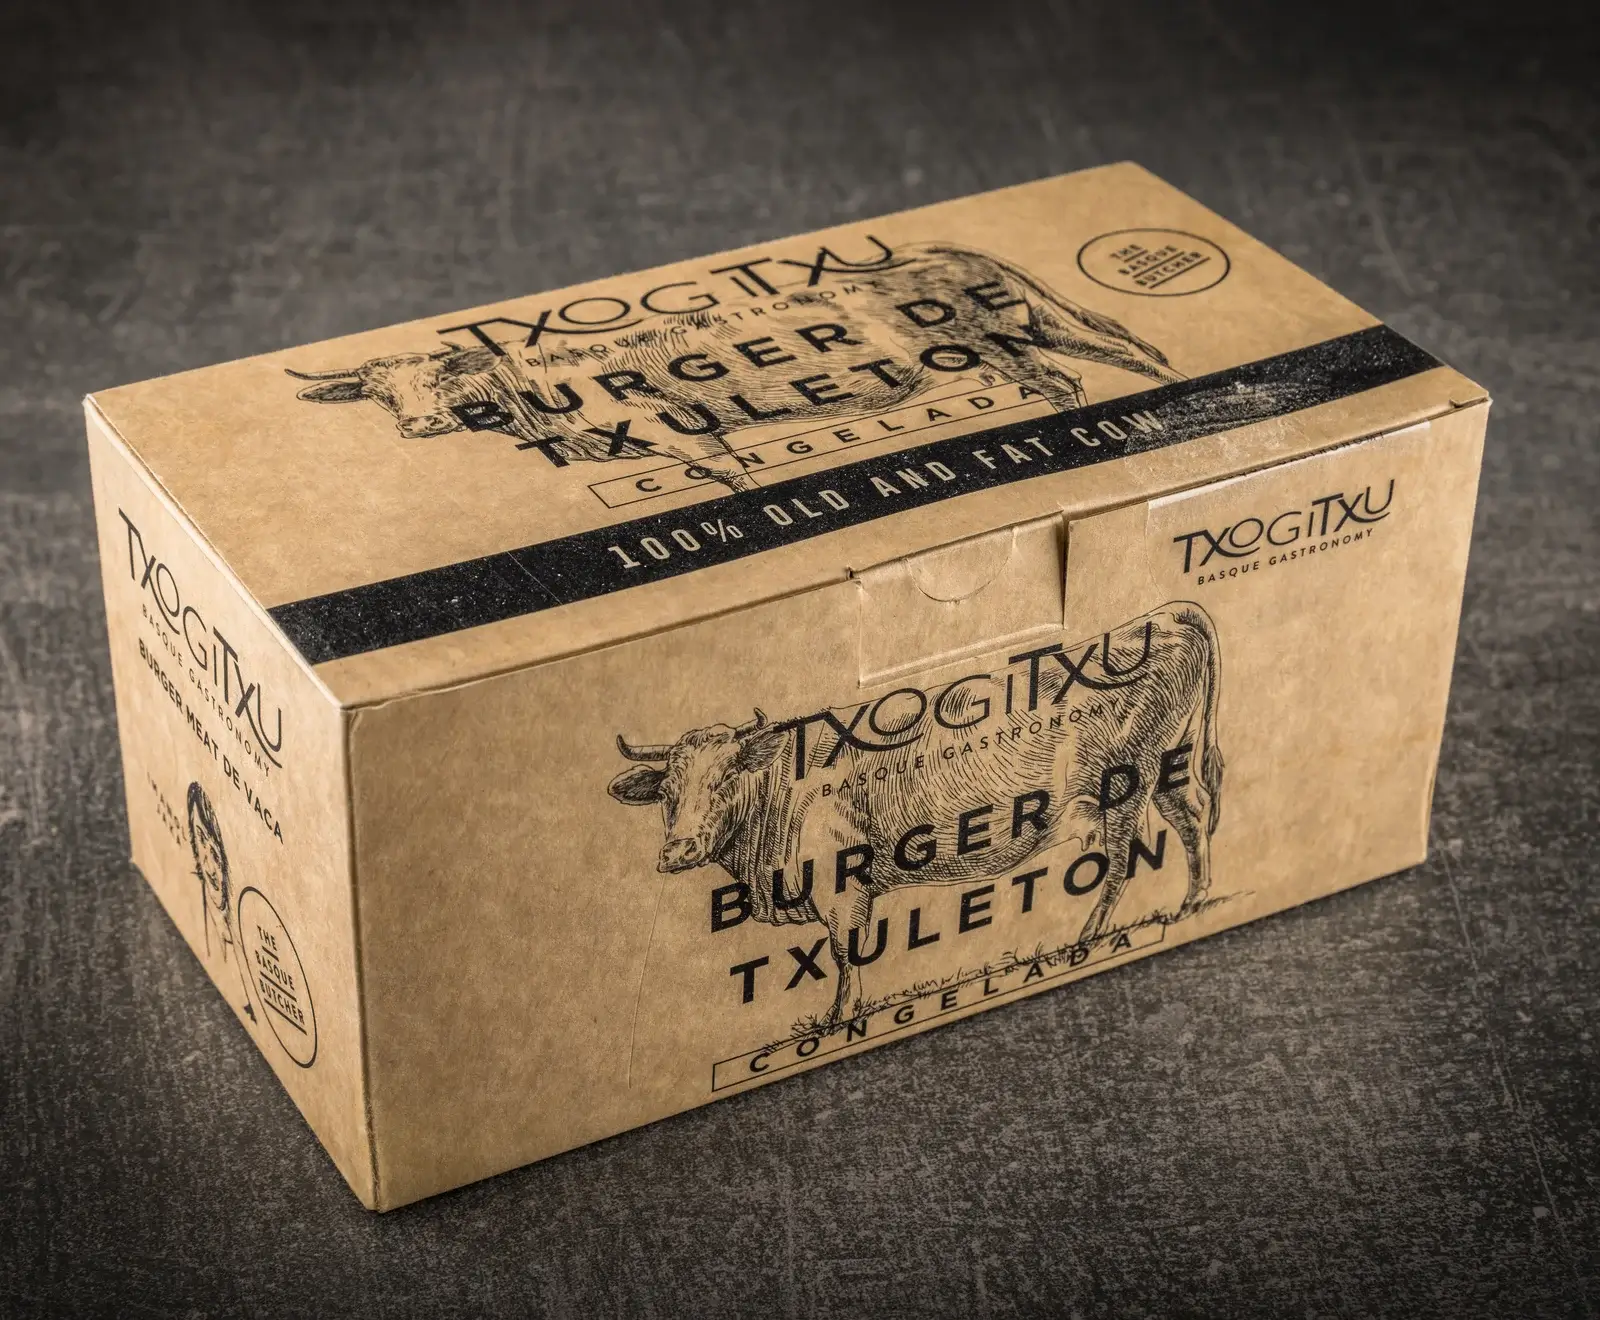 TXOGITXU
BASQUE GASTRONOMY
BURGER DE
TXULETON
CONGELADA
THE
BASQUE
BUTCHER
100% OLD AND FAT COW
TXOGITXU
BASQUE GASTRONOMY
TXOGITXU
BASQUE GASTRONOMY
BURGER DE
TXULETON
CONGELADA
TXOGITXU
BASQUE GASTRONOMY
BURGER MEAT DE VACA
THE
BASQUE
BUTCHER